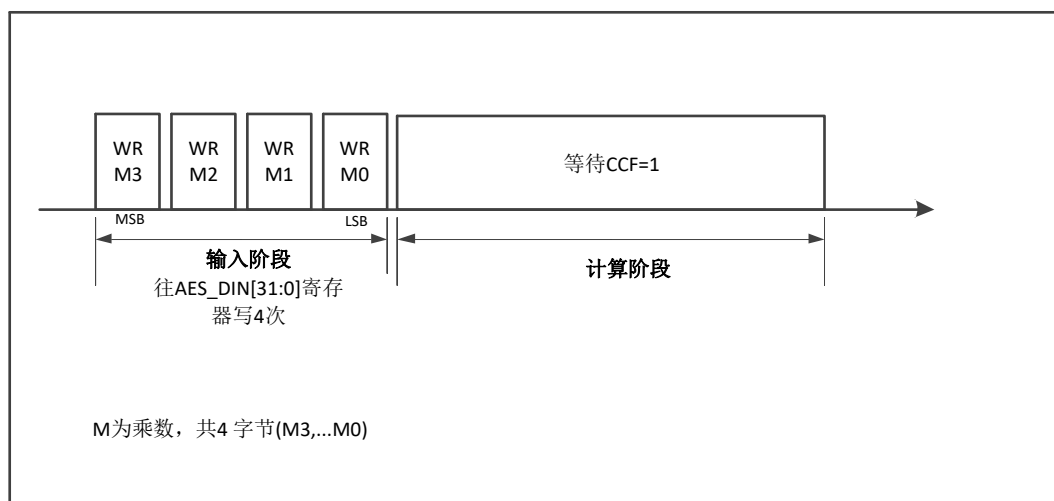 WR WR WR WR
M3 M2 M1 M0
等待CCF=1
MSB LSB
输入阶段
计算阶段
往AES_DIN[31:0]寄存
器写4次
M为乘数，共4 字节(M3,...M0)